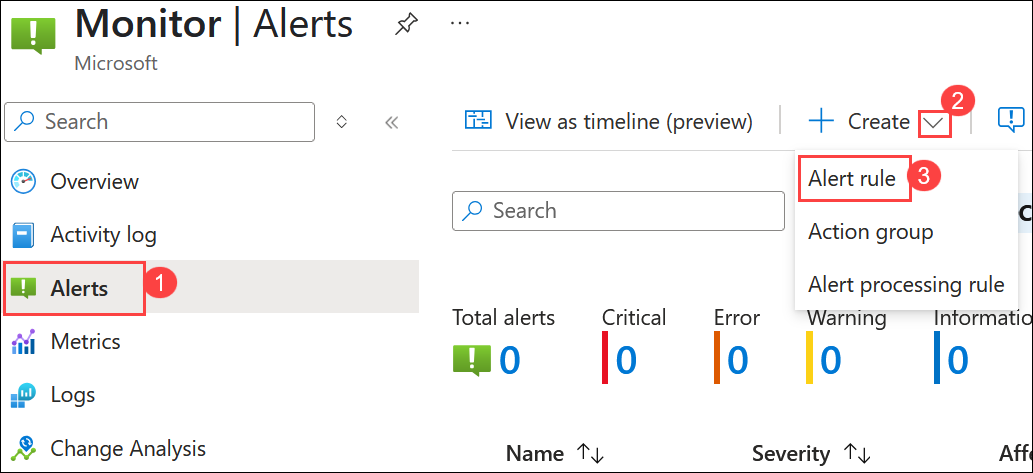 Monitor | Alerts
...
Microsoft
Search
View as timeline (preview)
Create
2
Alert rule
3
Action group
Alert processing rule
Search
Overview
Activity log
Alerts
1
Metrics
Logs
Change Analysis
Total alerts
Critical
Error
Warning
Informatio
0
0
0
0
0
Name
Severity
Affe